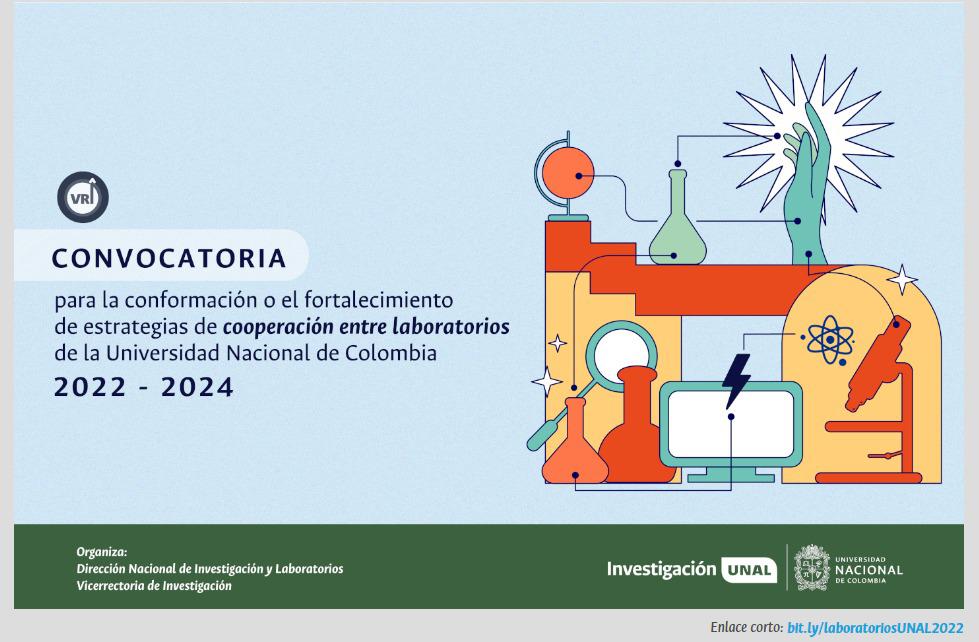 VRI
CONVOCATORIA
para la conformación o el fortalecimiento
de estrategias de cooperación entre laboratorios
de la Universidad Nacional de Colombia
2022 - 2024
Organiza:
Dirección Nacional de Investigación y Laboratorios
Vicerrectoria de Investigación
Investigación UNAL
UNIVERSIDAD
NACIONAL
DE COLOMBIA
Enlace corto: bit.ly/laboratoriosUNAL2022